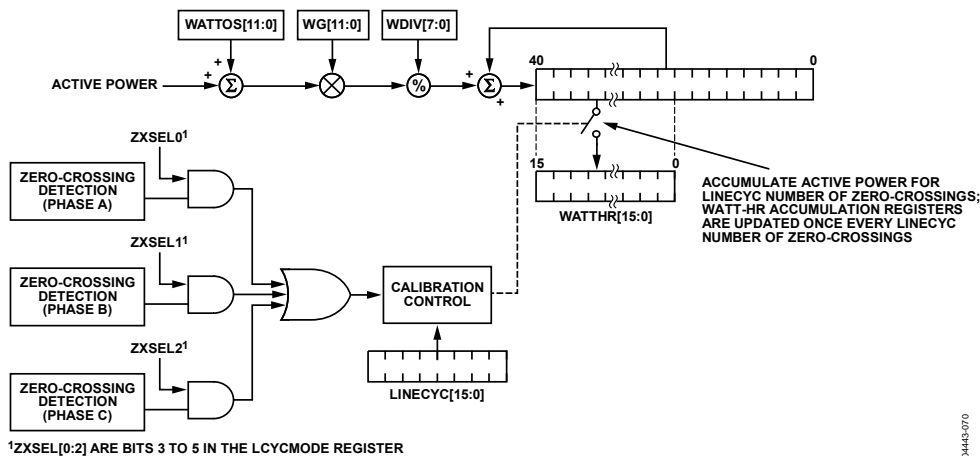 WATTOS[11:0]
WG[11:0]
WDIV[7:0]
+
+
Σ
%
+
Σ
+
40
0
ACTIVE POWER
ZXSEL0¹
15
0
ZERO-CROSSING
DETECTION
(PHASE A)
WATTHR[15:0]
ACCUMULATE ACTIVE POWER FOR
LINECYC NUMBER OF ZERO-CROSSINGS;
WATT-HR ACCUMULATION REGISTERS
ARE UPDATED ONCE EVERY LINECYC
NUMBER OF ZERO-CROSSINGS
ZXSEL1¹
ZERO-CROSSING
DETECTION
(PHASE B)
CALIBRATION
CONTROL
ZXSEL2¹
ZERO-CROSSING
DETECTION
(PHASE C)
LINECYC[15:0]
¹ZXSEL[0:2] ARE BITS 3 TO 5 IN THE LCYCMODE REGISTER
04443-070